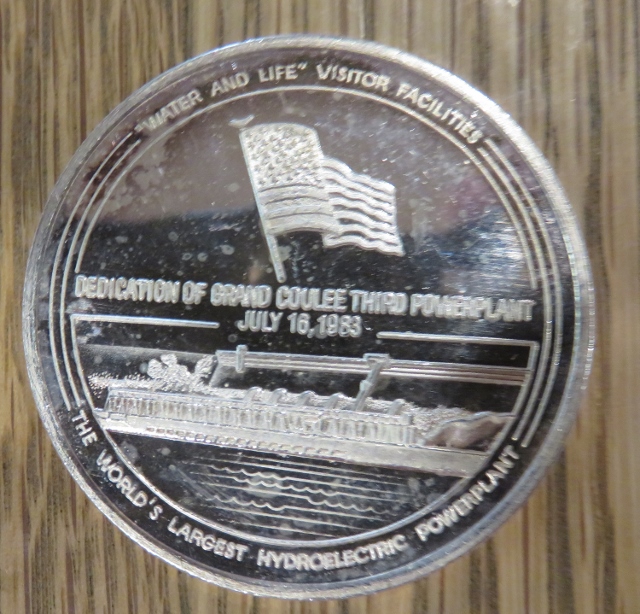 "WATER AND LIFE" VISITOR FACILITIES
DEDICATION OF GRAND COULEE THIRD POWERPLANT
JULY 16, 1983
THE WORLD'S LARGEST HYDROELECTRIC POWERPLANT